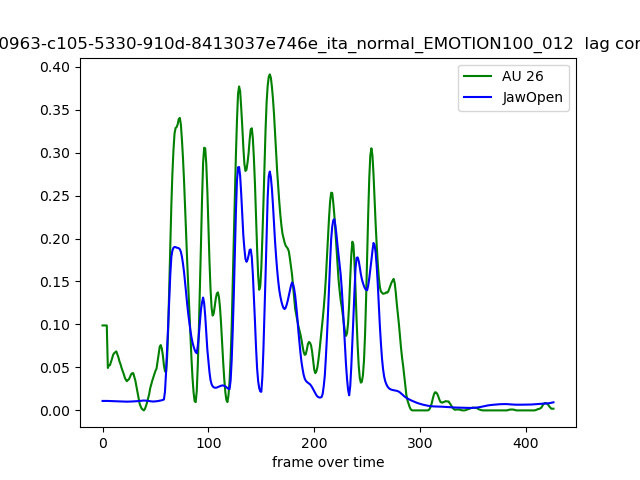 0963-c105-5330-910d-8413037e746e_ita_normal_EMOTION100_012 lag cor
0.40
0.35
0.30
0.25
0.20
0.15
0.10
0.05
0.00
AU 26
JawOpen
0 100 200 300 400
frame over time